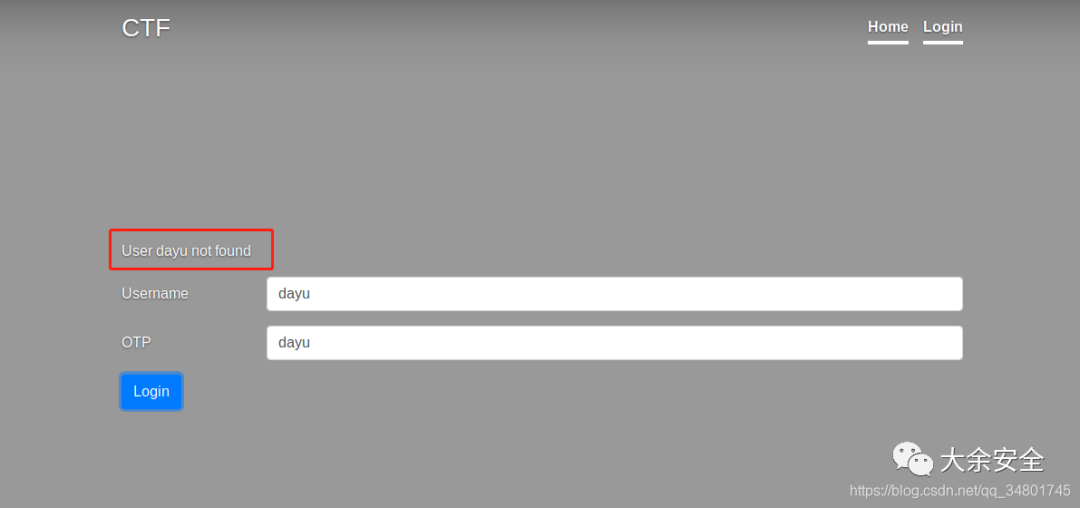 CTF
Home Login
User dayu not found
Username dayu
OTP dayu
Login
大余安全
https://blog.csdn.net/qq_34801745